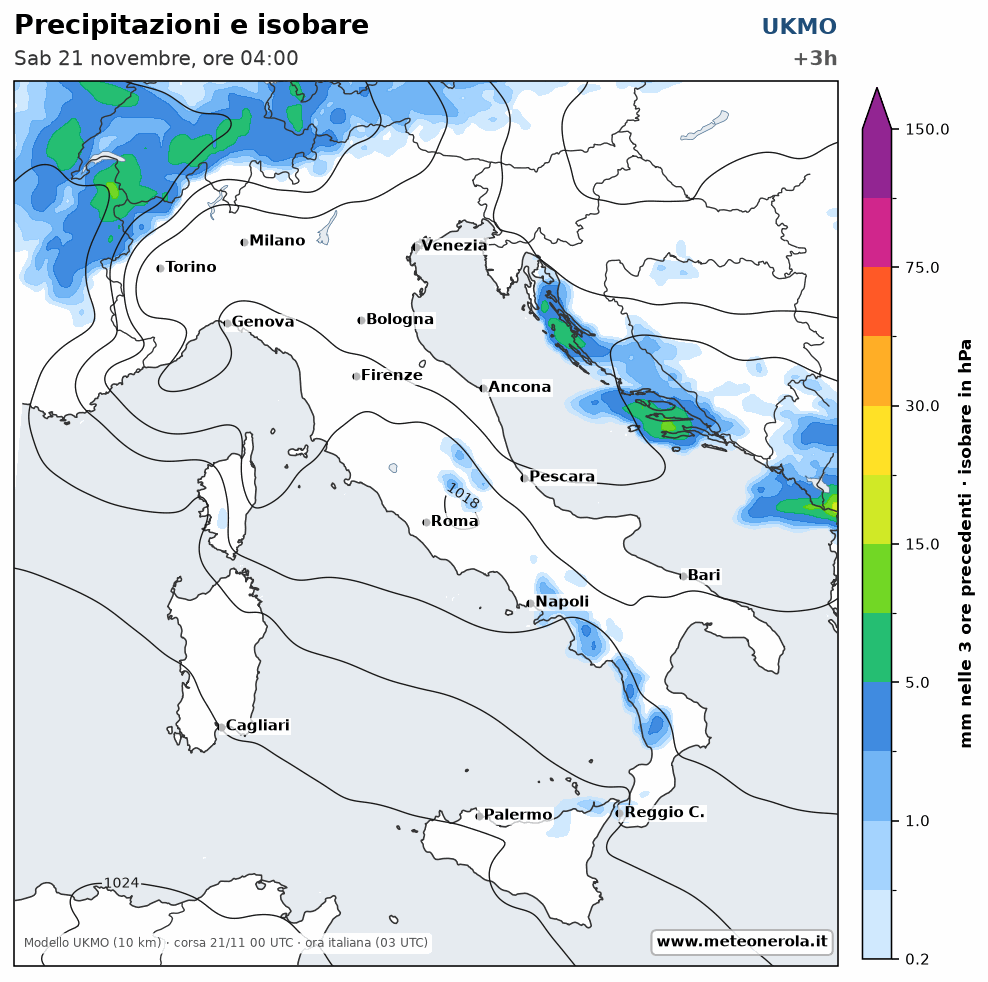 Precipitazioni e isobare
UKMO
Sab 21 novembre, ore 04:00
+3h
150.0
75.0
30.0
15.0
5.0
1.0
0.2
mm nelle 3 ore precedenti · isobare in hPa
Milano
Venezia
Torino
Genova
Bologna
Firenze
Ancona
Pescara
1018
Roma
Bari
Napoli
Cagliari
Palermo
Reggio C.
1024
Modello UKMO (10 km) · corsa 21/11 00 UTC · ora italiana (03 UTC)
www.meteonerola.it